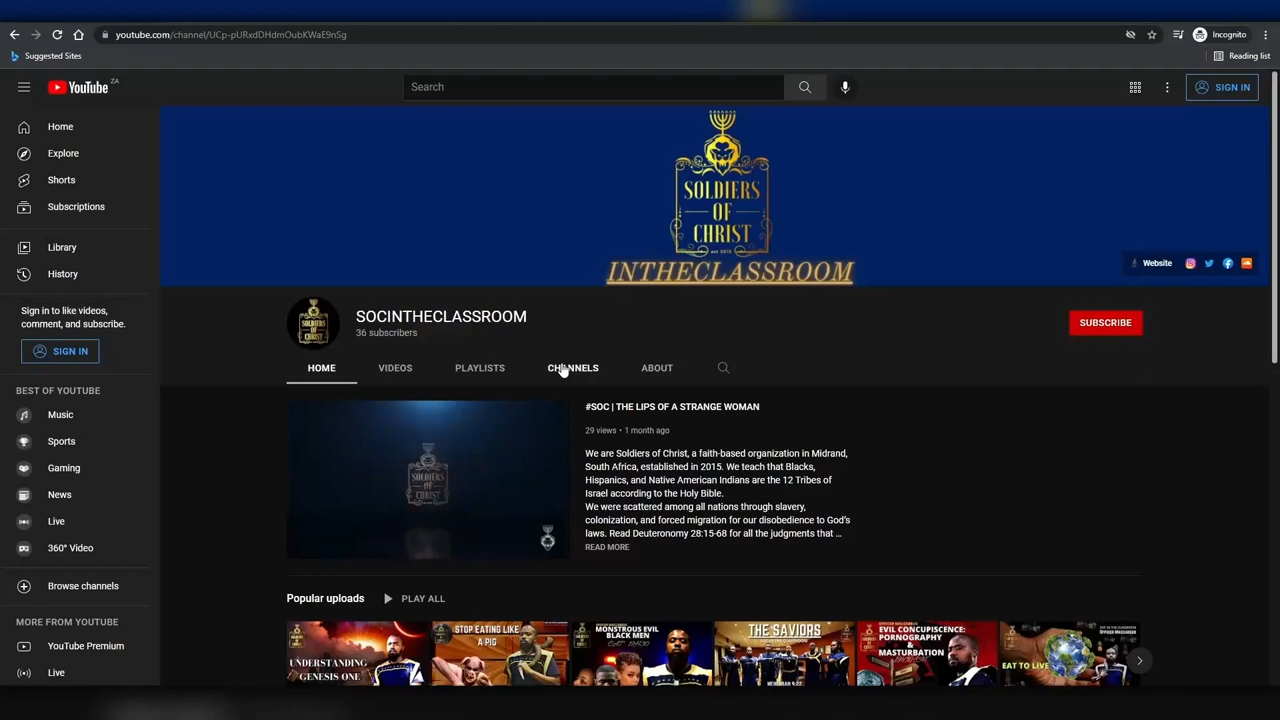 youtube.com/channel/UCp-pURxdDHdmOubKWaE9nSg
Incognito
Suggested Sites
Reading list
YouTube ZA
Search
SIGN IN
Home
Explore
Shorts
Subscriptions
Library
History
Sign in to like videos,
comment, and subscribe.
SIGN IN
BEST OF YOUTUBE
Music
Sports
Gaming
News
Live
360° Video
Browse channels
MORE FROM YOUTUBE
YouTube Premium
Live
SOLDIERS
OF
CHRIST
INTHECLASSROOM
Website
SOLDIERS
OF
CHRIST
SOCINTHECLASSROOM
36 subscribers
SUBSCRIBE
HOME
VIDEOS
PLAYLISTS
CHANNELS
ABOUT
SOLDIERS
OF
CHRIST
#SOC | THE LIPS OF A STRANGE WOMAN
29 views • 1 month ago
We are Soldiers of Christ, a faith-based organization in Midrand,
South Africa, established in 2015. We teach that Blacks,
Hispanics, and Native American Indians are the 12 Tribes of
Israel according to the Holy Bible.
We were scattered among all nations through slavery,
colonization, and forced migration for our disobedience to God's
laws. Read Deuteronomy 28:15-68 for all the judgments that ...
READ MORE
Popular uploads
PLAY ALL
UNDERSTANDING
GENESIS ONE
STOP EATING LIKE
A PIG
MONSTROUS EVIL
BLACK MEN
THE SAVIORS
EVIL CONCUPISCENCE:
PORNOGRAPHY &
MASTURBATION
EAT TO LIVE